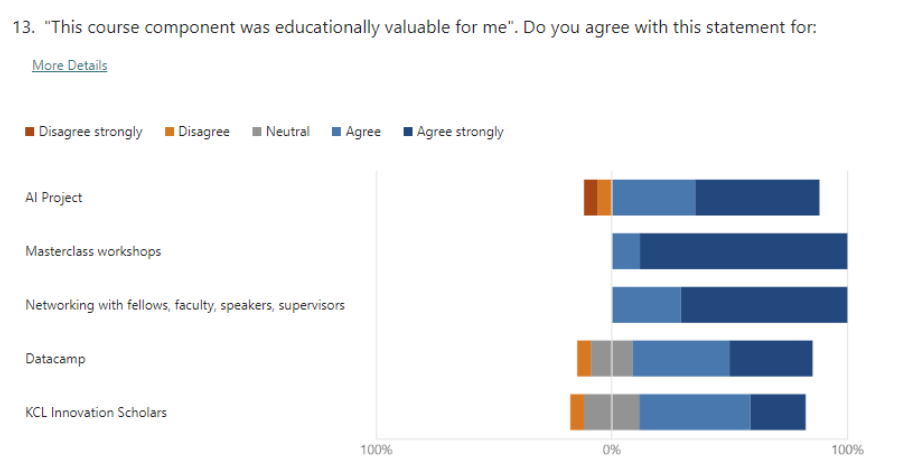 13. "This course component was educationally valuable for me". Do you agree with this statement for:
More Details
Disagree strongly Disagree Neutral Agree Agree strongly
AI Project
Masterclass workshops
Networking with fellows, faculty, speakers, supervisors
Datacamp
KCL Innovation Scholars
100% 0% 100%